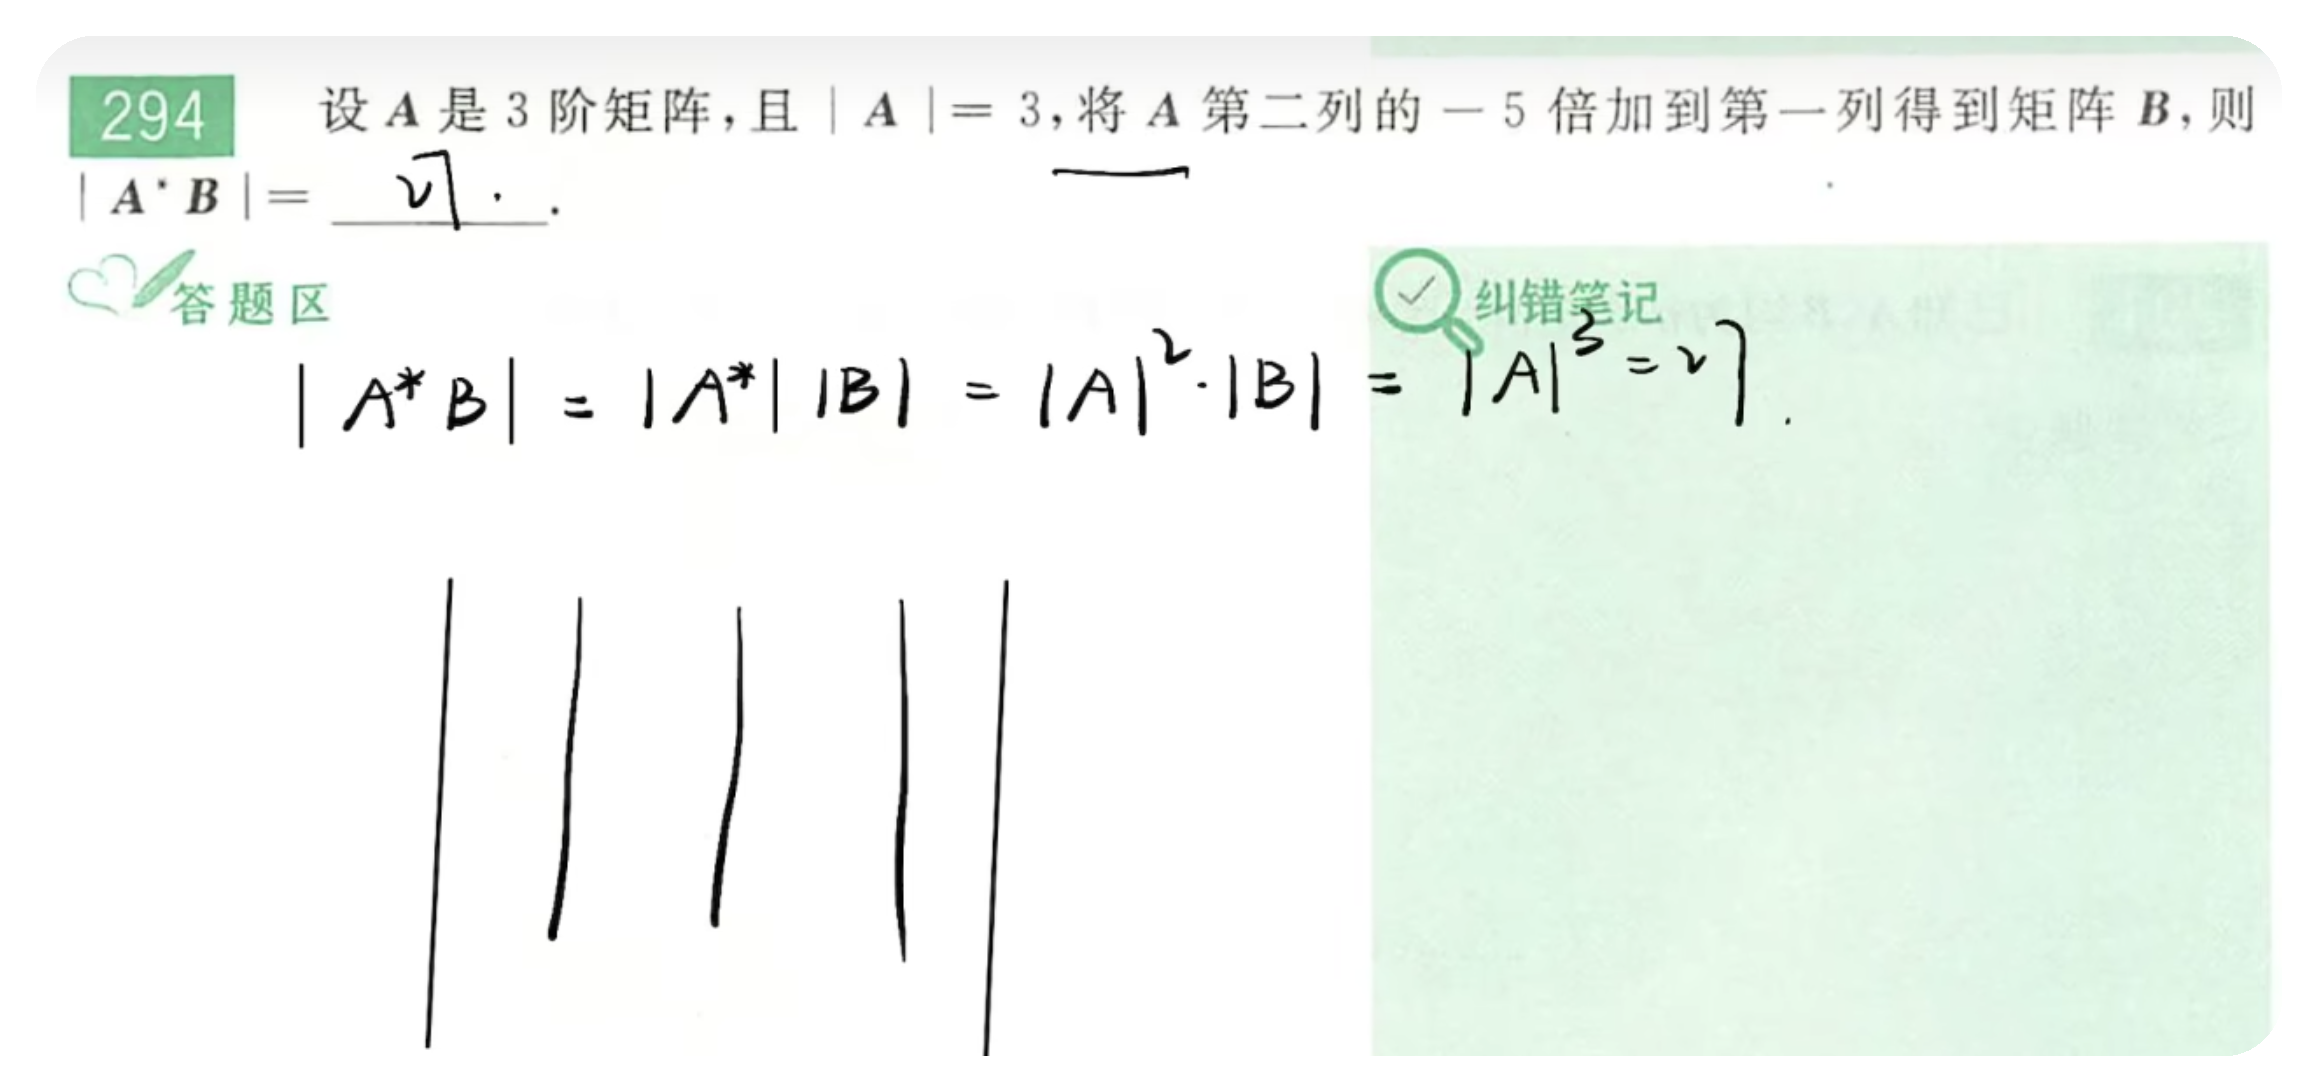 294 设 A 是 3 阶矩阵,且 | A | = 3,将 A 第二列的 - 5 倍加到第一列得到矩阵 B,则
| A* B | = 27 .
答题区
纠错笔记
| A* B | = |A*| |B| = |A|² · |B| = |A|³ = 27 .